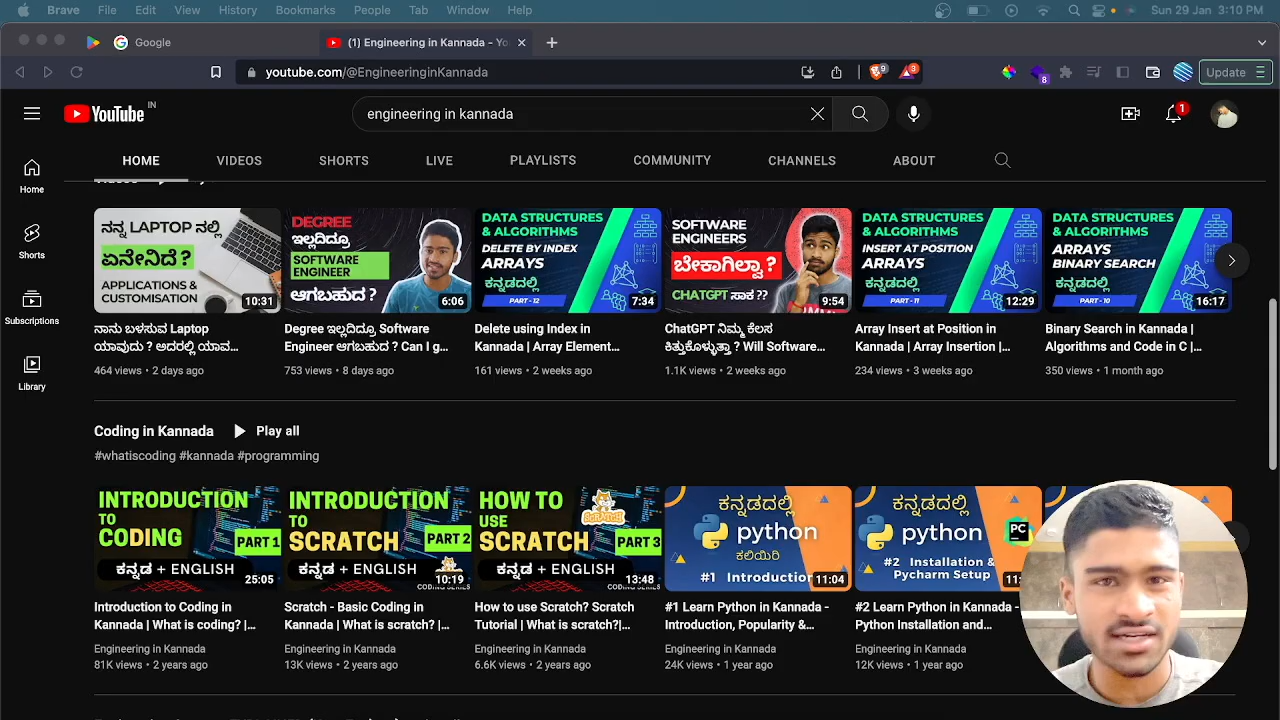 Brave File Edit View History Bookmarks People Tab Window Help Sun 29 Jan 3:10 PM
Google (1) Engineering in Kannada - Yo
youtube.com/@EngineeringinKannada 9 3 8 Update
YouTube IN engineering in kannada 1
HOME VIDEOS SHORTS LIVE PLAYLISTS COMMUNITY CHANNELS ABOUT
Home
Shorts
Subscriptions
Library
ನನ್ನ LAPTOP ನಲ್ಲಿ
ಏನೇನಿದೆ ?
APPLICATIONS &
CUSTOMISATION
10:31
ನಾನು ಬಳಸುವ Laptop
ಯಾವುದು ? ಅದರಲ್ಲಿ ಯಾವ...
464 views • 2 days ago
DEGREE
ಇಲ್ಲದಿದ್ರೂ
SOFTWARE
ENGINEER
ಆಗಬಹುದ ?
6:06
Degree ಇಲ್ಲದಿದ್ರೂ Software
Engineer ಆಗಬಹುದ ? Can I g...
753 views • 8 days ago
DATA STRUCTURES
& ALGORITHMS
DELETE BY INDEX
ARRAYS
ಕನ್ನಡದಲ್ಲಿ
PART - 12
7:34
Delete using Index in
Kannada | Array Element...
161 views • 2 weeks ago
SOFTWARE
ENGINEERS
ಬೇಕಾಗಿಲ್ವಾ ?
CHATGPT ಸಾಕ ??
9:54
ChatGPT ನಿಮ್ಮ ಕೆಲಸ
ಕಿತ್ತುಕೊಳ್ಳುತ್ತಾ ? Will Software...
1.1K views • 2 weeks ago
DATA STRUCTURES
& ALGORITHMS
INSERT AT POSITION
ARRAYS
ಕನ್ನಡದಲ್ಲಿ
PART - 11
12:29
Array Insert at Position in
Kannada | Array Insertion |...
234 views • 3 weeks ago
DATA STRUCTURES
& ALGORITHMS
ARRAYS
BINARY SEARCH
ಕನ್ನಡದಲ್ಲಿ
PART - 10
16:17
Binary Search in Kannada |
Algorithms and Code in C |...
350 views • 1 month ago
Coding in Kannada Play all
#whatiscoding #kannada #programming
INTRODUCTION
TO
CODING
PART 1
ಕನ್ನಡ + ENGLISH
25:05
Introduction to Coding in
Kannada | What is coding? |...
Engineering in Kannada
81K views • 2 years ago
INTRODUCTION
TO
SCRATCH
PART 2
ಕನ್ನಡ + ENGLISH
10:19
Scratch - Basic Coding in
Kannada | What is scratch? |...
Engineering in Kannada
13K views • 2 years ago
HOW TO
USE
SCRATCH
PART 3
ಕನ್ನಡ + ENGLISH
13:48
How to use Scratch? Scratch
Tutorial | What is scratch?|...
Engineering in Kannada
6.6K views • 2 years ago
ಕನ್ನಡದಲ್ಲಿ
python
ಕಲಿಯಿರಿ
#1 Introduction
11:04
#1 Learn Python in Kannada -
Introduction, Popularity &...
Engineering in Kannada
24K views • 1 year ago
ಕನ್ನಡದಲ್ಲಿ
python
PC
#2 Installation &
Pycharm Setup
#2 Learn Python in Kannada -
Python Installation and...
Engineering in Kannada
12K views • 1 year ago